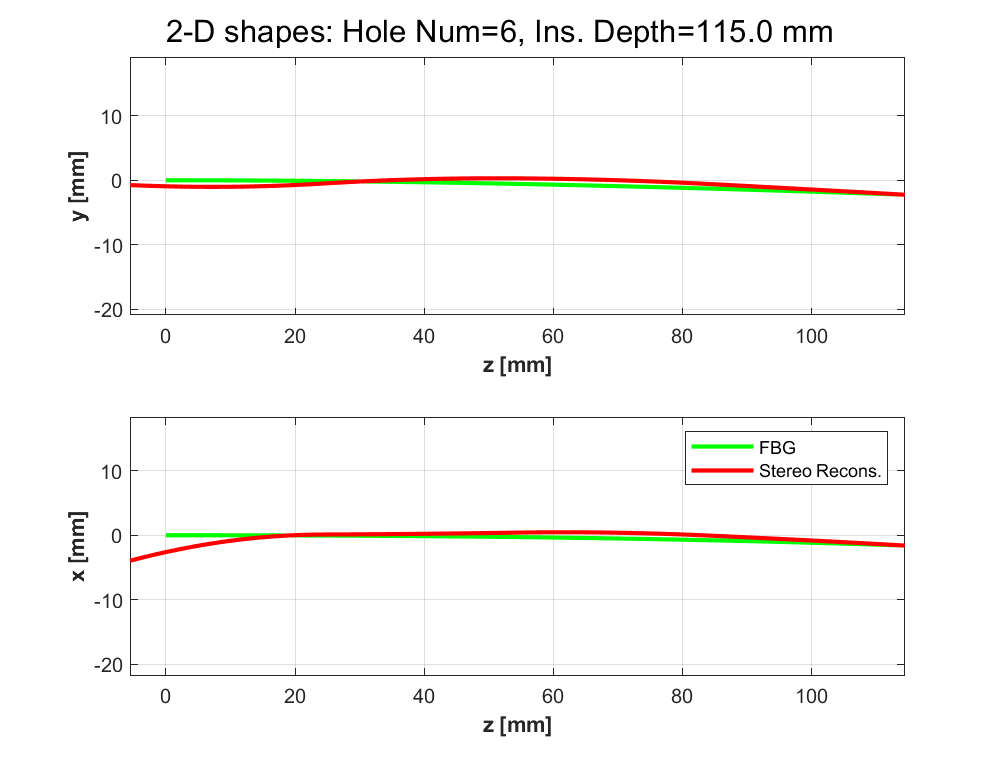 2-D shapes: Hole Num=6, Ins. Depth=115.0 mm
10
0
-10
-20
y [mm]
0 20 40 60 80 100
z [mm]
FBG
Stereo Recons.
10
0
-10
-20
x [mm]
0 20 40 60 80 100
z [mm]